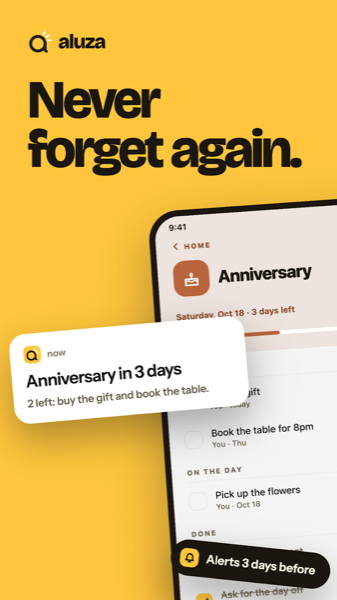 aluza
Never
forget again.
9:41
HOME
Anniversary
Saturday, Oct 18 · 3 days left
now
Anniversary in 3 days
2 left: buy the gift and book the table.
gift
today
Book the table for 8pm
You · Thu
ON THE DAY
Pick up the flowers
You · Oct 18
DONE
Alerts 3 days before
Ask for the day off